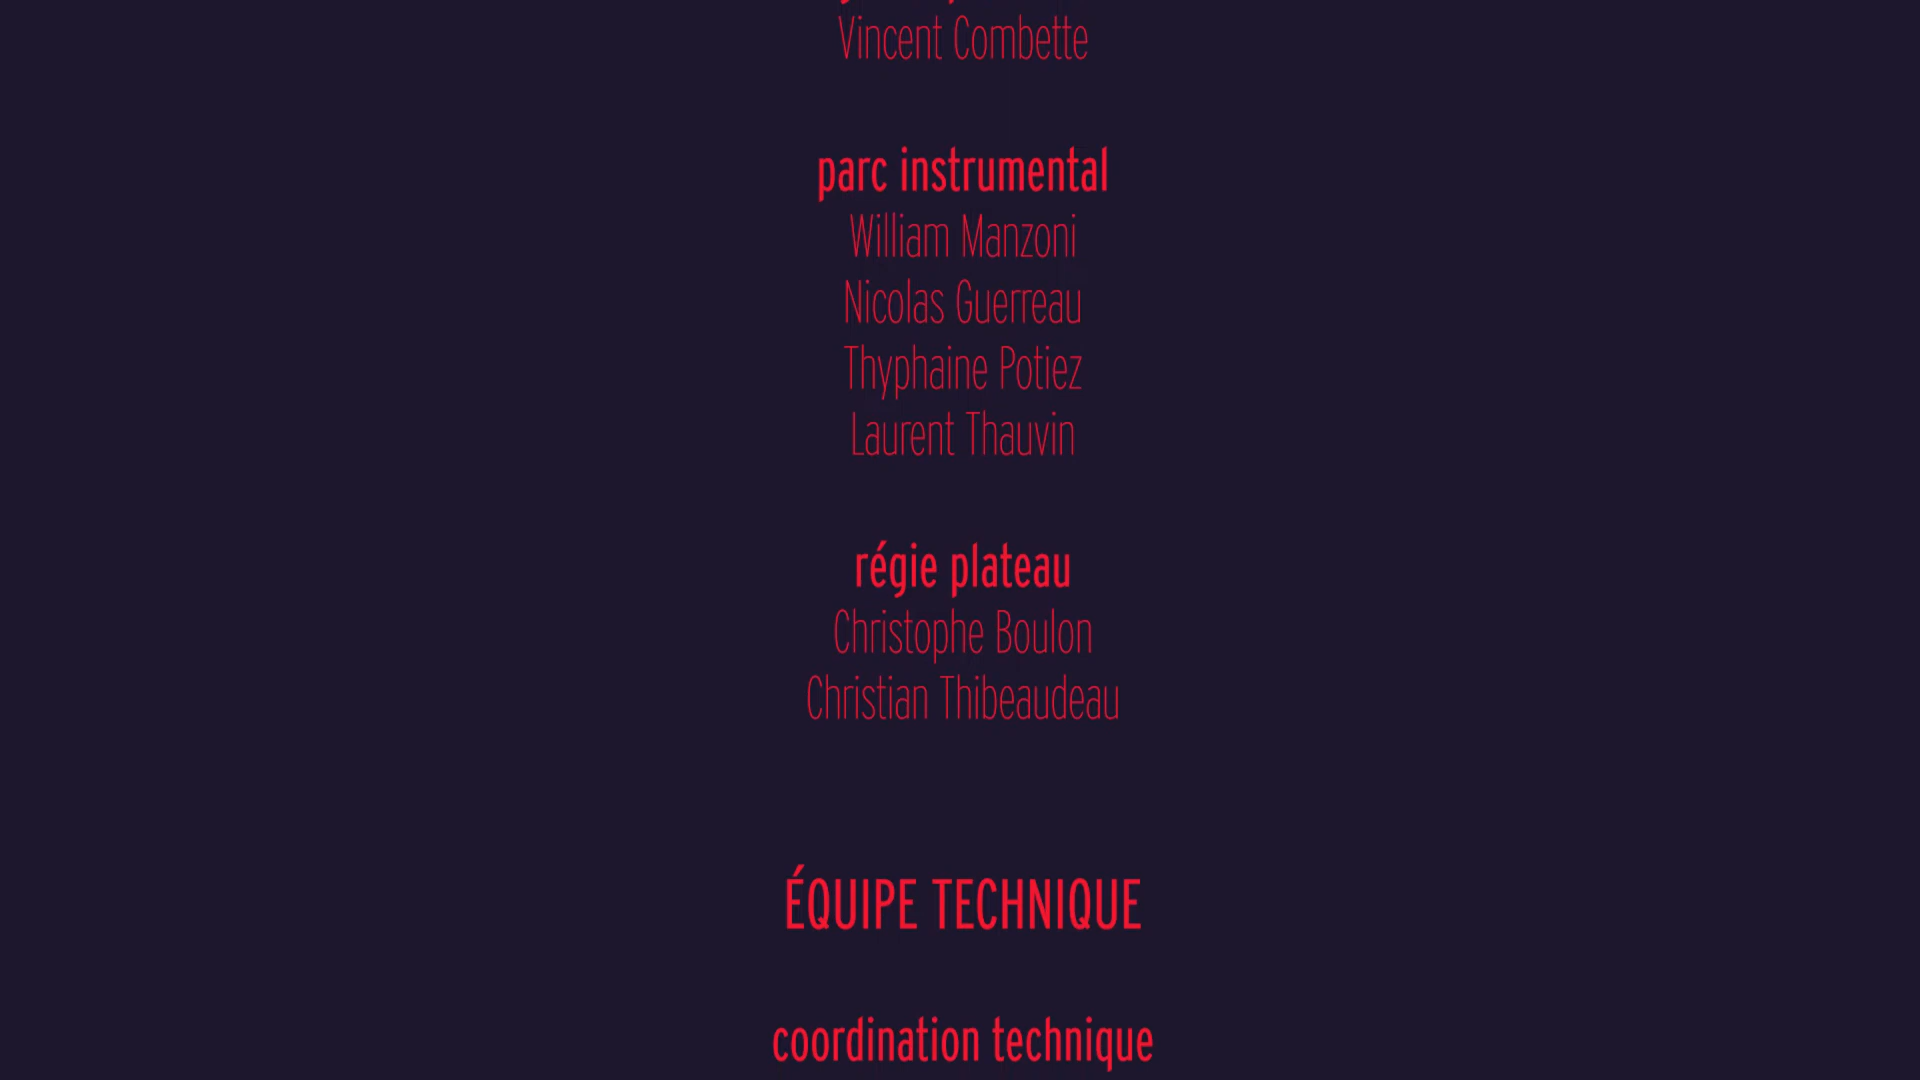 Vincent Combette
parc instrumental
William Manzoni
Nicolas Guerreau
Thyphaine Potiez
Laurent Thauvin
régie plateau
Christophe Boulon
Christian Thibeaudeau
ÉQUIPE TECHNIQUE
coordination technique